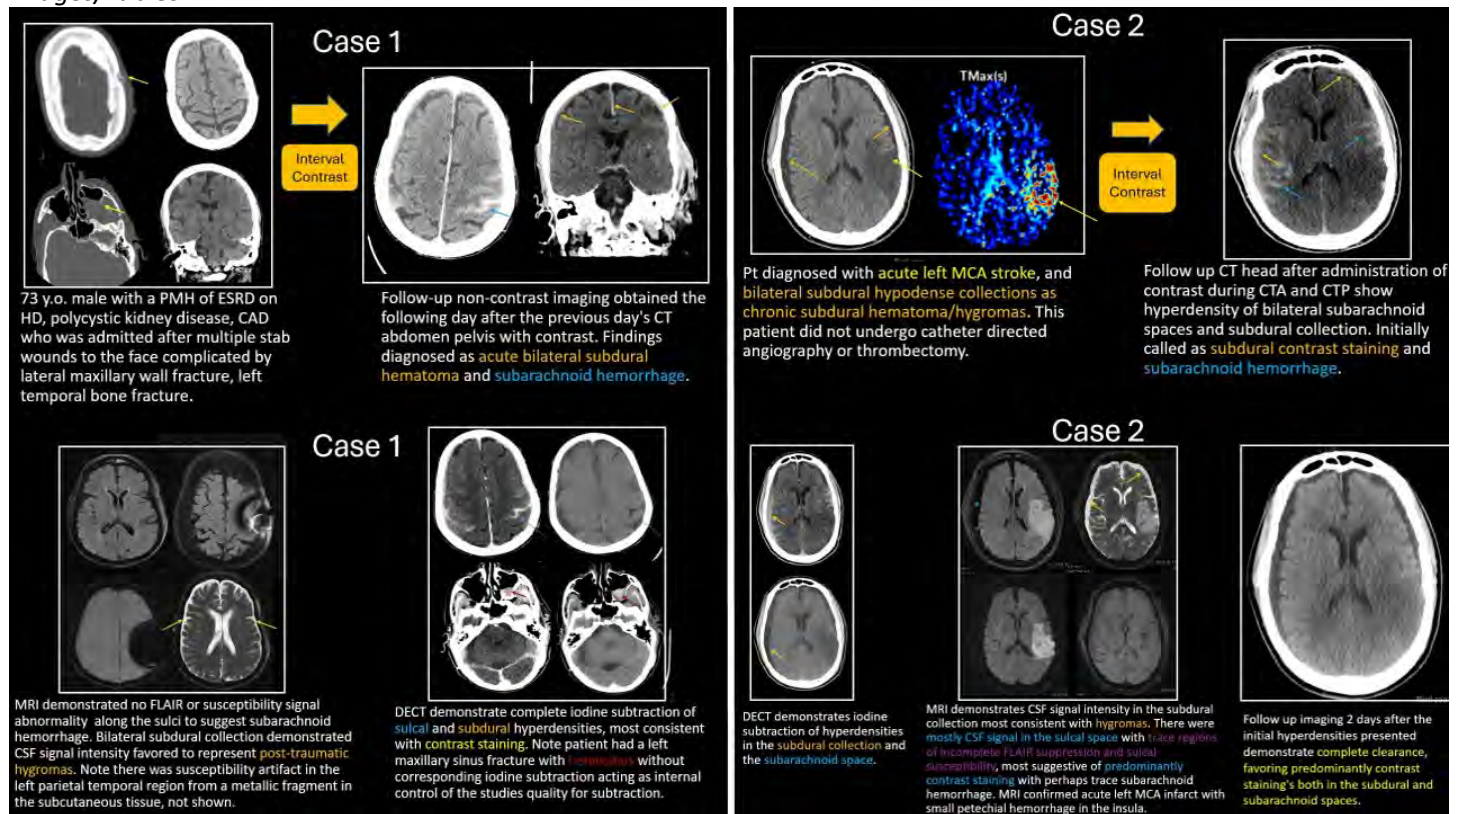 Case 1
Interval
Contrast
73 y.o. male with a PMH of ESRD on
HD, polycystic kidney disease, CAD
who was admitted after multiple stab
wounds to the face complicated by
lateral maxillary wall fracture, left
temporal bone fracture.
Follow-up non-contrast imaging obtained the
following day after the previous day's CT
abdomen pelvis with contrast. Findings
diagnosed as acute bilateral subdural
hematoma and subarachnoid hemorrhage.
Case 1
MRI demonstrated no FLAIR or susceptibility signal
abnormality along the sulci to suggest subarachnoid
hemorrhage. Bilateral subdural collection demonstrated
CSF signal intensity favored to represent post-traumatic
hygromas. Note there was susceptibility artifact in the
left parietal temporal region from a metallic fragment in
the subcutaneous tissue, not shown.
DECT demonstrate complete iodine subtraction of
sulcal and subdural hyperdensities, most consistent
with contrast staining. Note patient had a left
maxillary sinus fracture with hemosinus without
corresponding iodine subtraction acting as internal
control of the studies quality for subtraction.
Case 2
TMax(s)
Interval
Contrast
Pt diagnosed with acute left MCA stroke, and
bilateral subdural hypodense collections as
chronic subdural hematoma/hygromas. This
patient did not undergo catheter directed
angiography or thrombectomy.
Follow up CT head after administration of
contrast during CTA and CTP show
hyperdensity of bilateral subarachnoid
spaces and subdural collection. Initially
called as subdural contrast staining and
subarachnoid hemorrhage.
Case 2
DECT demonstrates iodine
subtraction of hyperdensities
in the subdural collection and
the subarachnoid space.
MRI demonstrates CSF signal intensity in the subdural
collection most consistent with hygromas. There were
mostly CSF signal in the sulcal space with trace regions
of incomplete FLAIR suppression and sulcal
susceptibility, most suggestive of predominantly
contrast staining with perhaps trace subarachnoid
hemorrhage. MRI confirmed acute left MCA infarct with
small petechial hemorrhage in the insula.
Follow up imaging 2 days after the
initial hyperdensities presented
demonstrate complete clearance,
favoring predominantly contrast
staining's both in the subdural and
subarachnoid spaces.